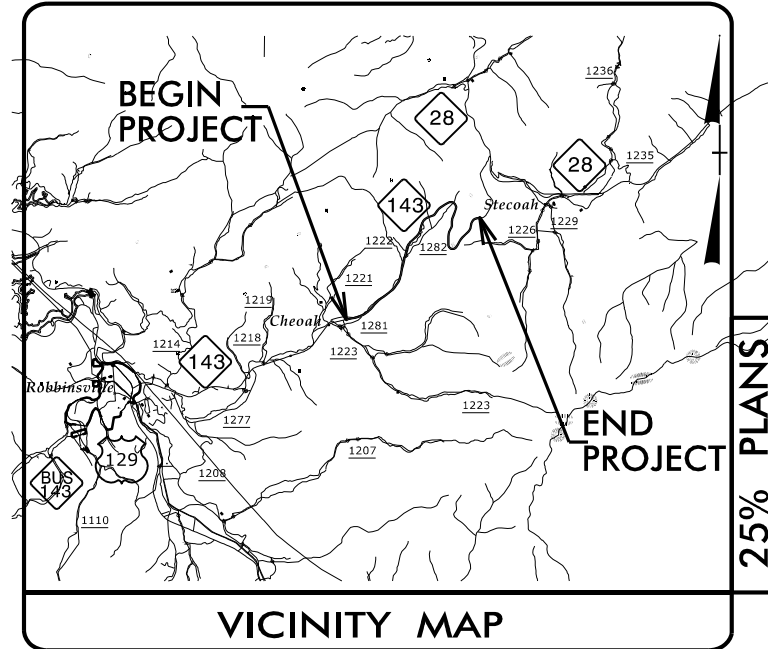 1236
BEGIN
PROJECT
28
28
1235
143
Stecoah
1222
1282
1226
1229
1221
1219
Cheoah
1281
1214
143
1218
1223
Robbinsville
1277
1223
129
1207
END
PROJECT
BUS
143
1208
1110
25% PLANS
VICINITY MAP